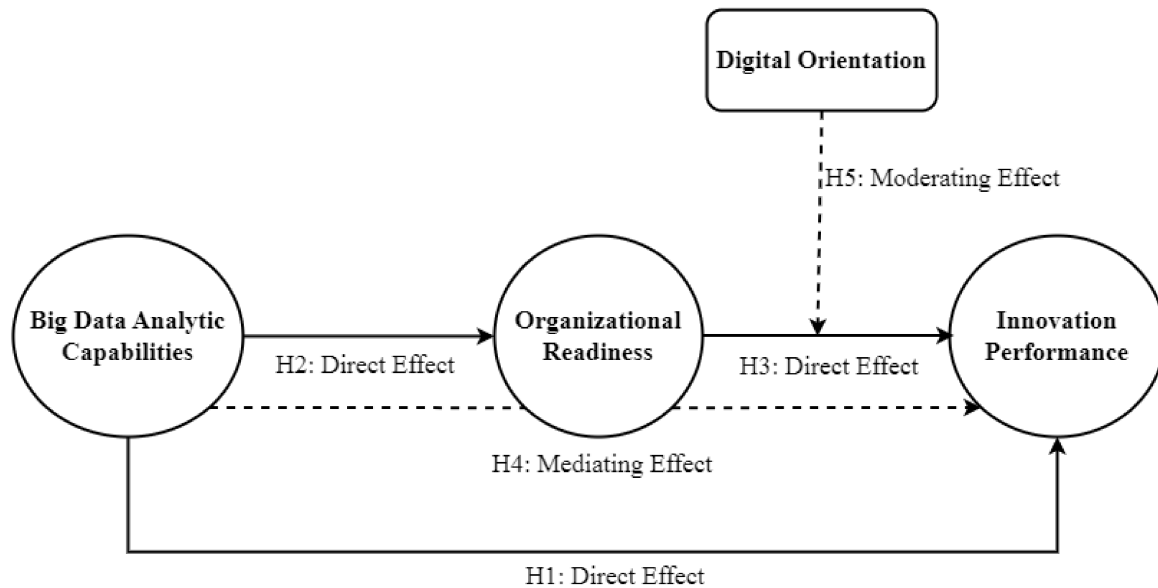 Digital Orientation
H5: Moderating Effect
Big Data Analytic
Capabilities
Organizational
Readiness
Innovation
Performance
H2: Direct Effect
H3: Direct Effect
H4: Mediating Effect
H1: Direct Effect